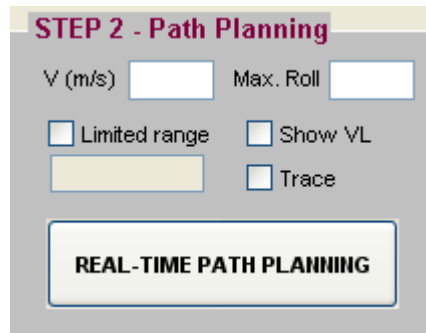 STEP 2 - Path Planning
V (m/s) Max. Roll
Limited range Show VL
Trace
REAL-TIME PATH PLANNING